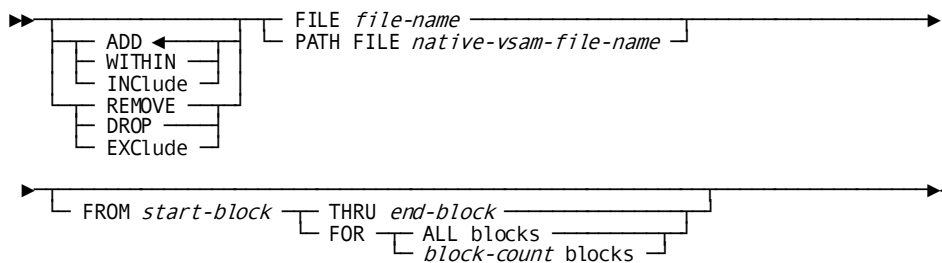 FILE file-name
ADD
PATH FILE native-vsam-file-name
WITHIN
INClude
REMOVE
DROP
EXClude
FROM start-block THRU end-block
FOR ALL blocks
block-count blocks